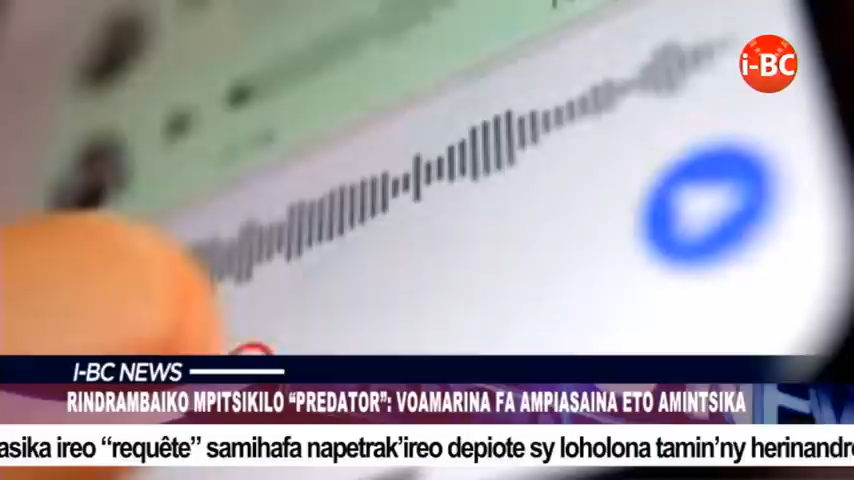 i-BC
I-BC NEWS
RINDRAMBAIKO MPITSIKILO “PREDATOR”: VOAMARINA FA AMPIASAINA ETO AMINTSIKA
asika ireo “requête” samihafa napetrak’ireo depiote sy loholona tamin’ny herinandro